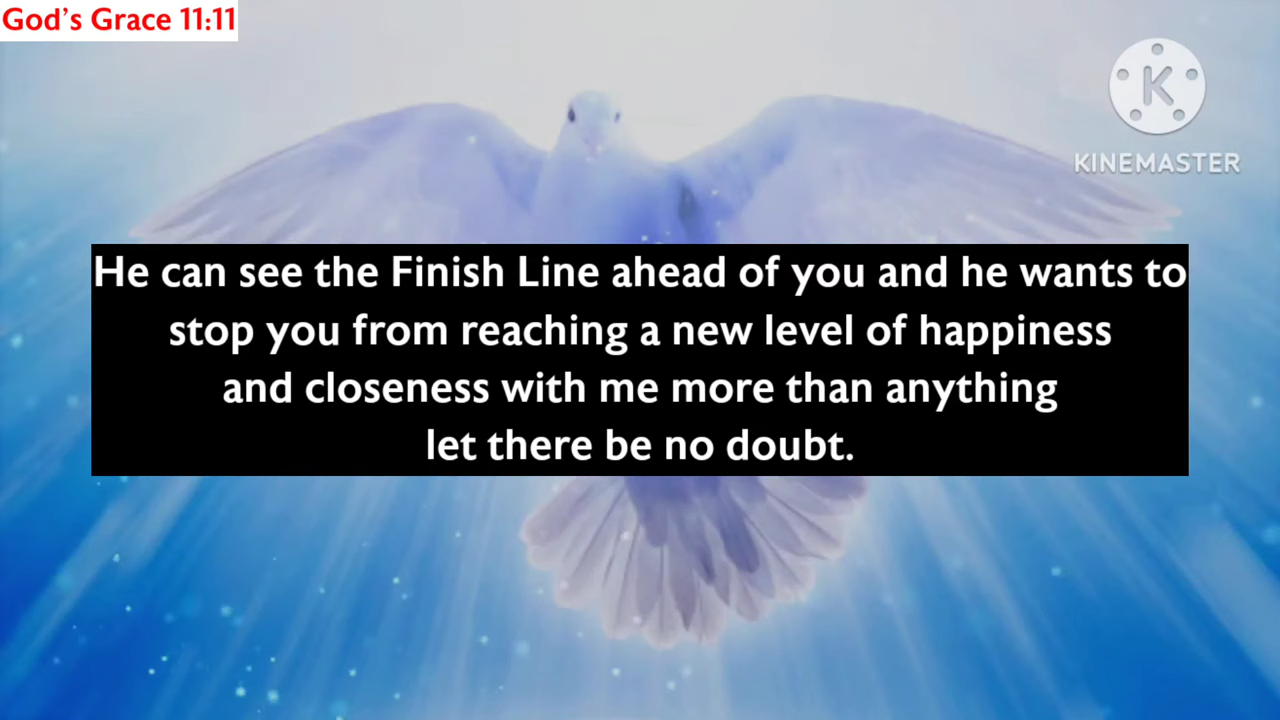 God's Grace 11:11
K
KINEMASTER
He can see the Finish Line ahead of you and he wants to
stop you from reaching a new level of happiness
and closeness with me more than anything
let there be no doubt.